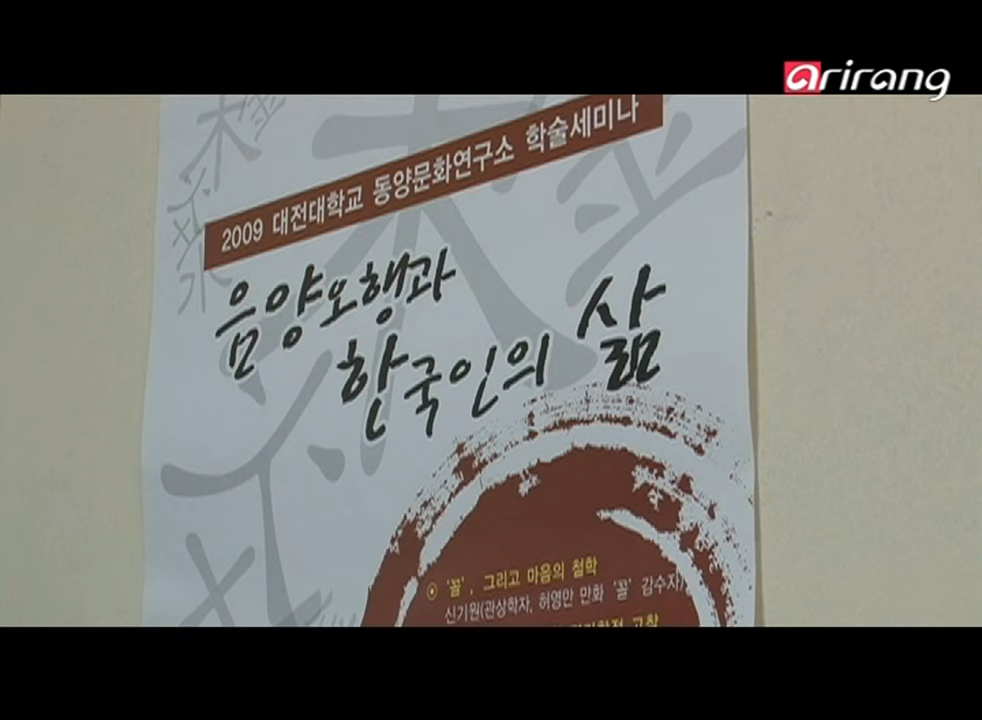 arirang
2009 대전대학교 동양문화연구소 학술세미나
음양오행과
한국인의 삶
⊙ '꼴', 그리고 마음의 철학
신기원(관상학자, 허영만 만화 '꼴' 감수자)
고찰